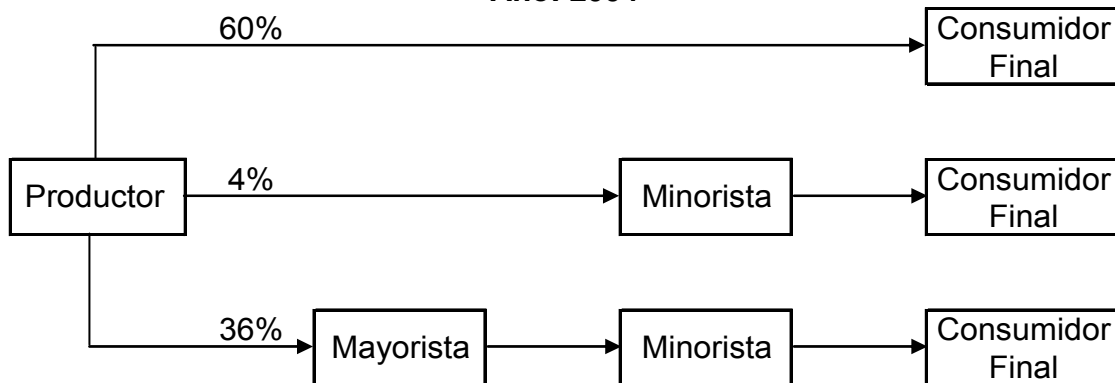 60%
Consumidor
Final
Productor
4%
Minorista
Consumidor
Final
36%
Mayorista
Minorista
Consumidor
Final